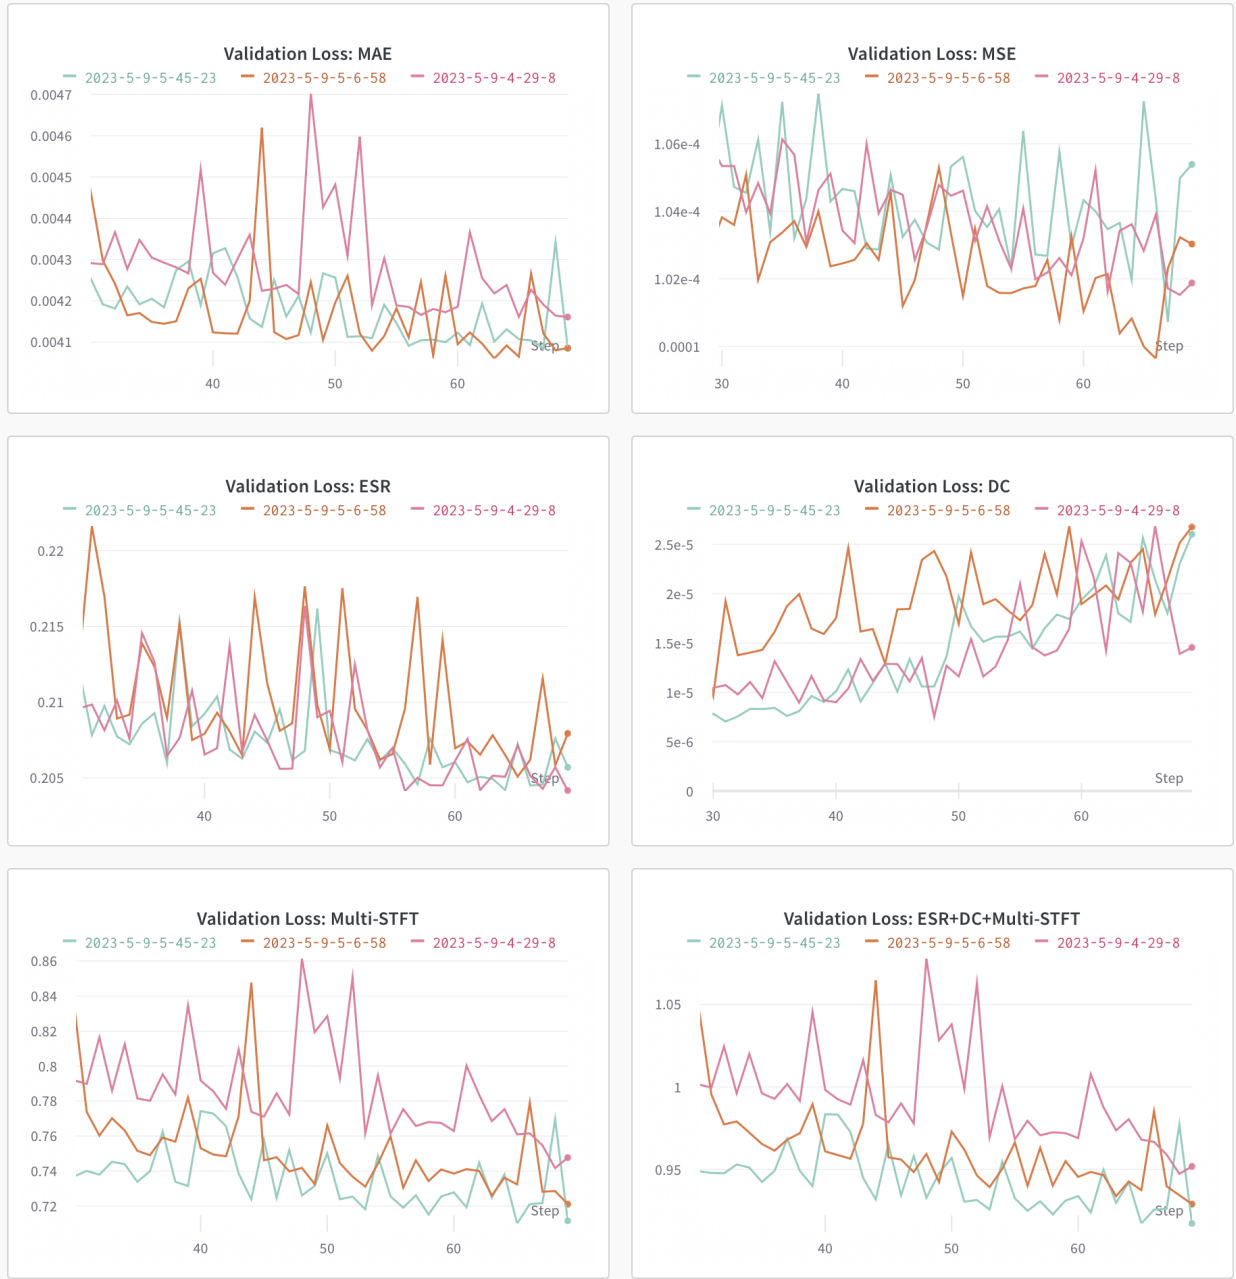 Validation Loss: MAE
2023-5-9-5-45-23 2023-5-9-5-6-58 2023-5-9-4-29-8
0.0047
0.0046
0.0045
0.0044
0.0043
0.0042
0.0041
Step
40 50 60
Validation Loss: MSE
2023-5-9-5-45-23 2023-5-9-5-6-58 2023-5-9-4-29-8
1.06e-4
1.04e-4
1.02e-4
0.0001
Step
30 40 50 60
Validation Loss: ESR
2023-5-9-5-45-23 2023-5-9-5-6-58 2023-5-9-4-29-8
0.22
0.215
0.21
0.205
Step
40 50 60
Validation Loss: DC
2023-5-9-5-45-23 2023-5-9-5-6-58 2023-5-9-4-29-8
2.5e-5
2e-5
1.5e-5
1e-5
5e-6
Step
0
30 40 50 60
Validation Loss: Multi-STFT
2023-5-9-5-45-23 2023-5-9-5-6-58 2023-5-9-4-29-8
0.86
0.84
0.82
0.8
0.78
0.76
0.74
0.72
Step
40 50 60
Validation Loss: ESR+DC+Multi-STFT
2023-5-9-5-45-23 2023-5-9-5-6-58 2023-5-9-4-29-8
1.05
1
0.95
Step
40 50 60